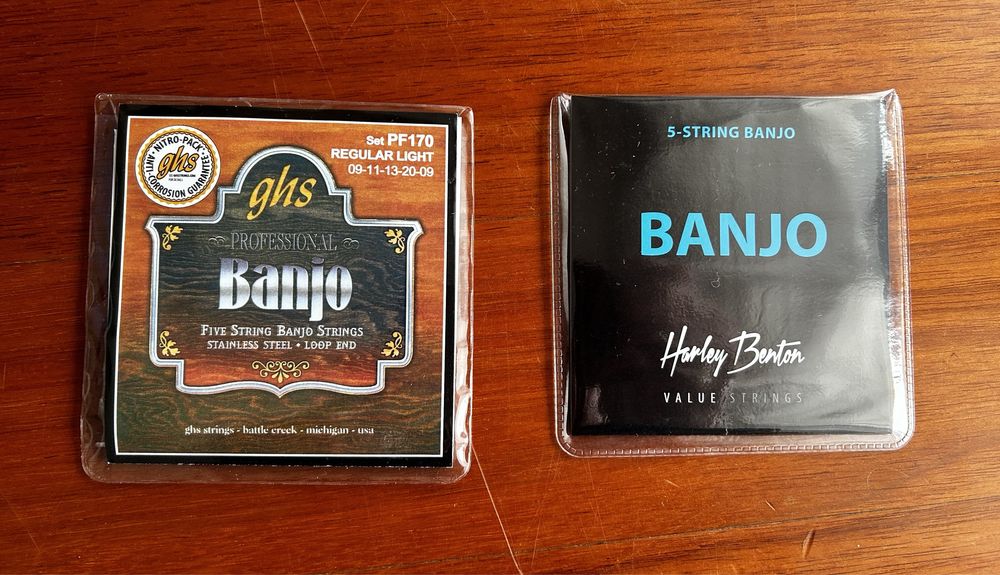 NITRO-PACK
ghs
ANTI-CORROSION GUARANTEE
Set PF170
REGULAR LIGHT
09-11-13-20-09
ghs
PROFESSIONAL
Banjo
FIVE STRING BANJO STRINGS
STAINLESS STEEL • LOOP END
ghs strings - battle creek - michigan - usa
5-STRING BANJO
BANJO
Harley Benton
VALUE STRINGS